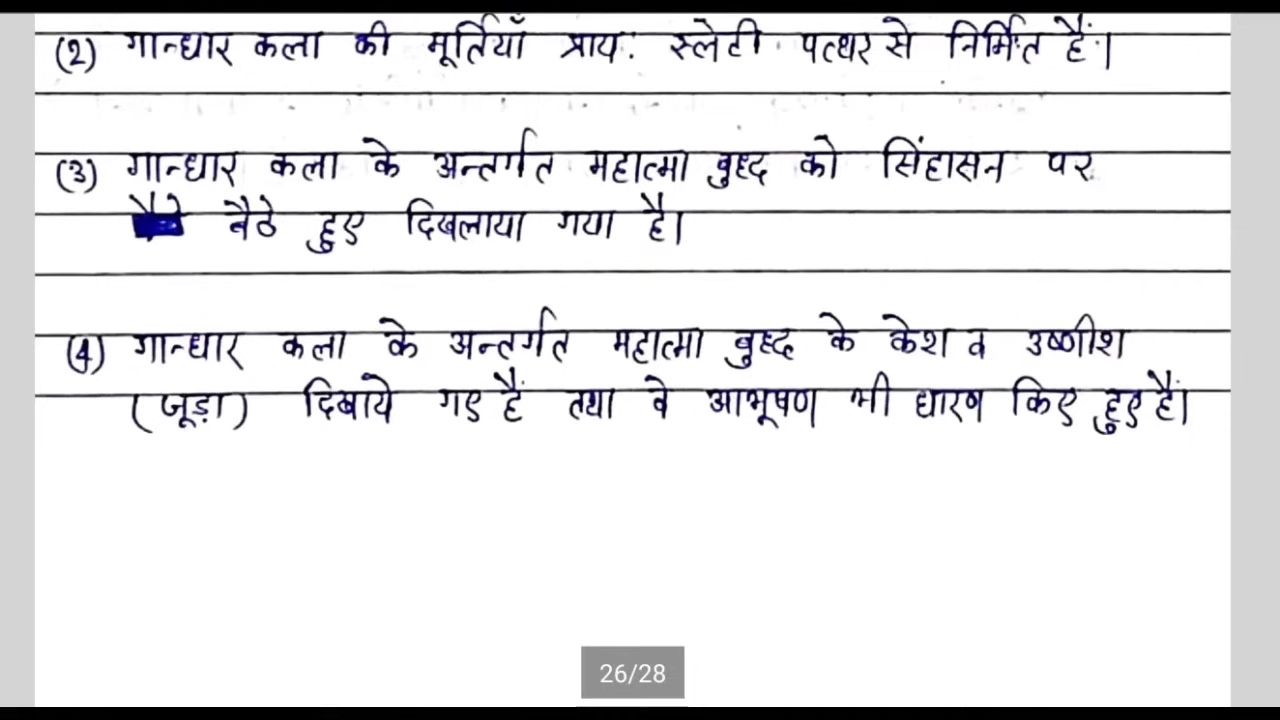 (2) गान्धार कला की मूर्तियाँ प्राय: स्लेटी पत्थर से निर्मित हैं।
(3) गान्धार कला के अन्तर्गत महात्मा बुद्ध को सिंहासन पर
बैठे हुए दिखलाया गया है।
(4) गान्धार कला के अन्तर्गत महात्मा बुद्ध के केश व उष्णीश
(जूड़ा) दिखाये गए हैं तथा वे आभूषण भी धारण किए हुए हैं।
26/28